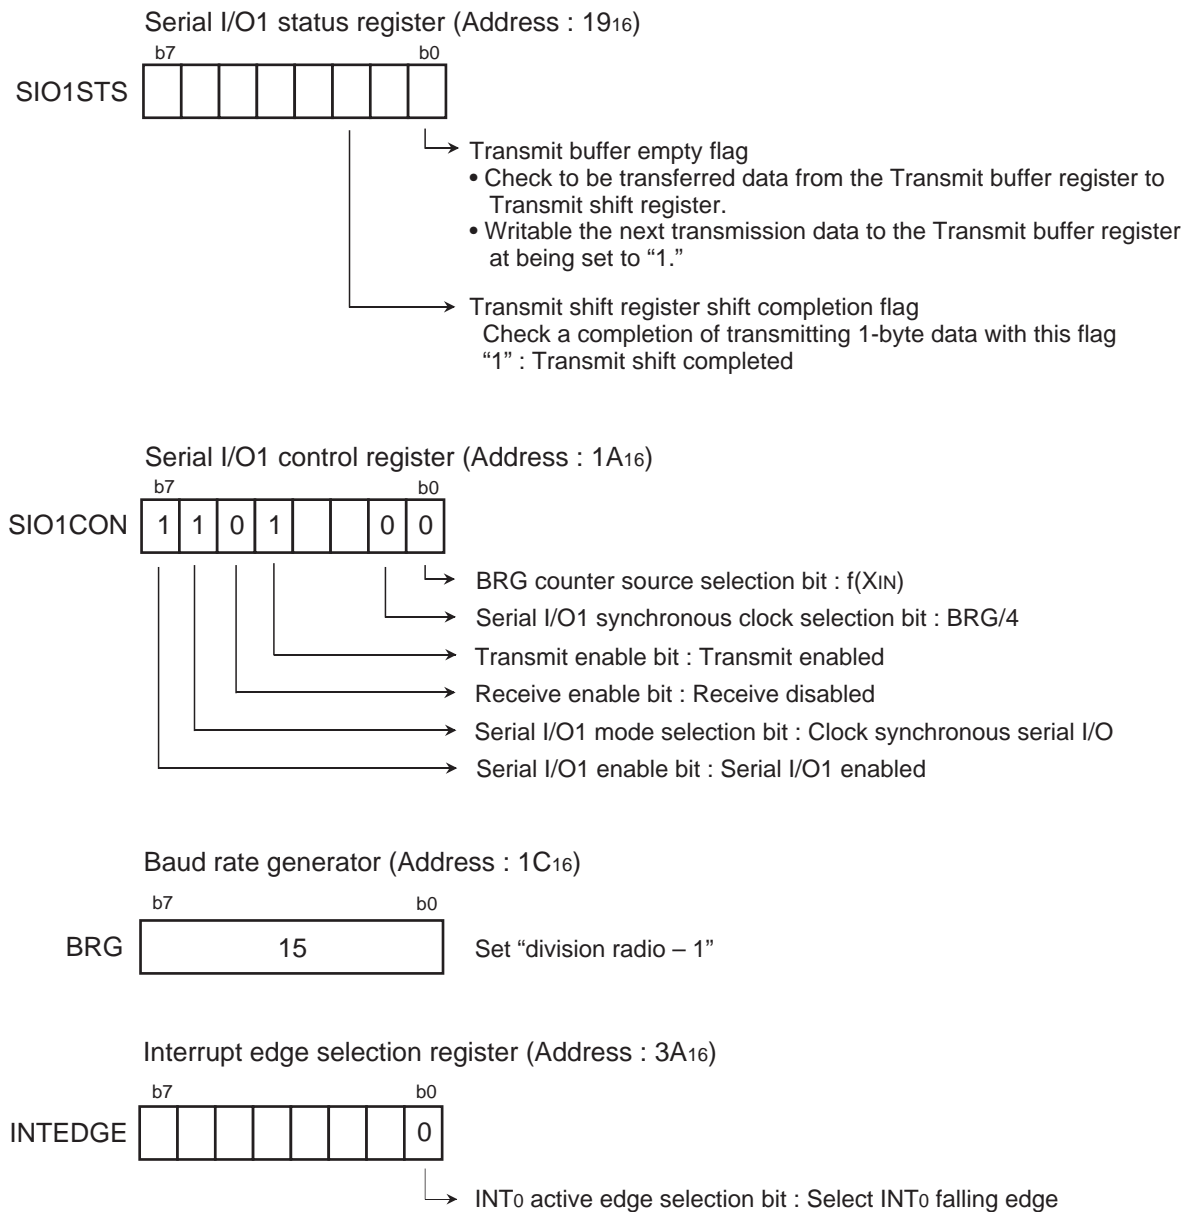 Serial I/O1 status register (Address : 1916)
b7 b0
SIO1STS
Transmit buffer empty flag
• Check to be transferred data from the Transmit buffer register to
Transmit shift register.
• Writable the next transmission data to the Transmit buffer register
at being set to “1.”
Transmit shift register shift completion flag
Check a completion of transmitting 1-byte data with this flag
“1” : Transmit shift completed
Serial I/O1 control register (Address : 1A16)
b7 b0
SIO1CON 1 1 0 1 0 0
BRG counter source selection bit : f(XIN)
Serial I/O1 synchronous clock selection bit : BRG/4
Transmit enable bit : Transmit enabled
Receive enable bit : Receive disabled
Serial I/O1 mode selection bit : Clock synchronous serial I/O
Serial I/O1 enable bit : Serial I/O1 enabled
Baud rate generator (Address : 1C16)
b7 b0
BRG 15 Set “division radio – 1”
Interrupt edge selection register (Address : 3A16)
b7 b0
INTEDGE 0
INT0 active edge selection bit : Select INT0 falling edge